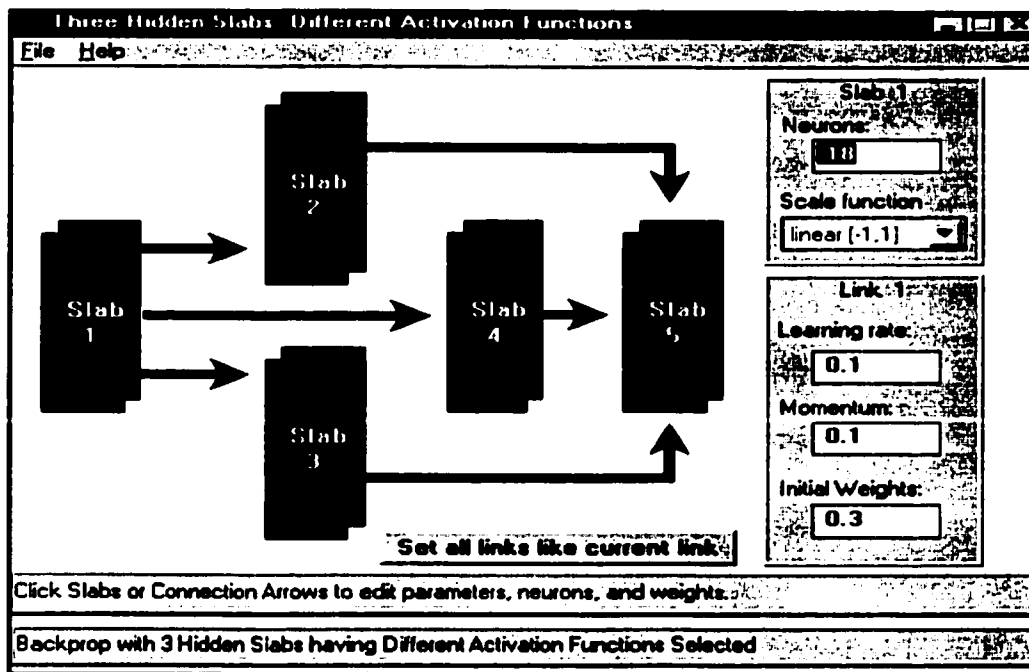 Three Hidden Slabs Different Activation Functions
File Help
Slab 1
Neurons:
18
Scale function
linear [-1,1]
Slab
2
Slab
1
Slab
4
Slab
5
Slab
3
Link 1
Learning rate:
0.1
Momentum:
0.1
Initial Weights:
0.3
Set all links like current link
Click Slabs or Connection Arrows to edit parameters, neurons, and weights.
Backprop with 3 Hidden Slabs having Different Activation Functions Selected